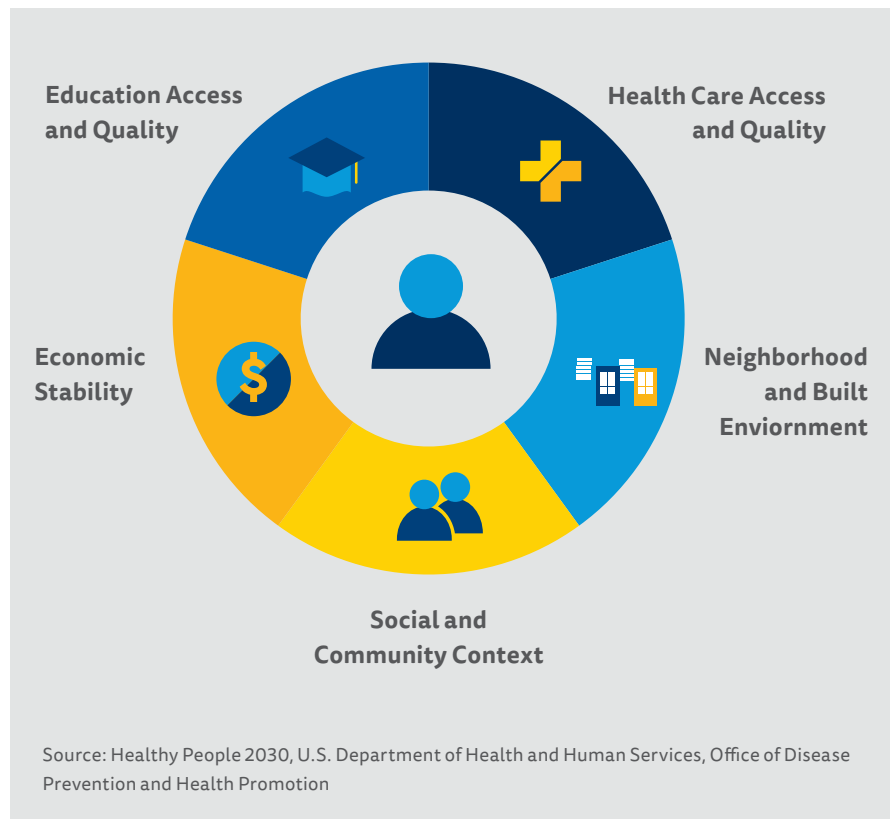 Education Access
and Quality
Health Care Access
and Quality
Economic
Stability
$
Neighborhood
and Built
Enviornment
Social and
Community Context
Source: Healthy People 2030, U.S. Department of Health and Human Services, Office of Disease
Prevention and Health Promotion